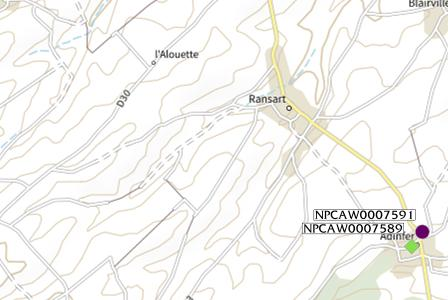 Blairville
l'Alouette
D30
Ransart
NPCAW0007591
NPCAW0007589
Adinfer